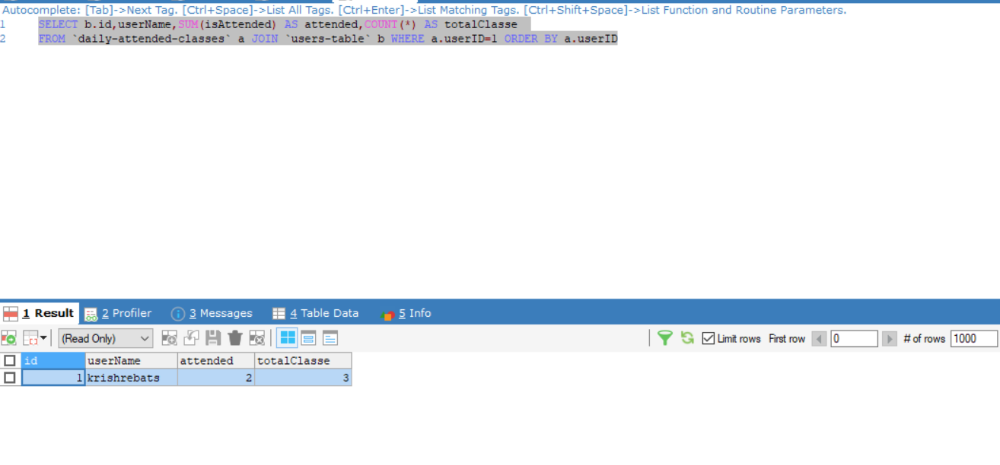 Autocomplete: [Tab]->Next Tag. [Ctrl+Space]->List All Tags. [Ctrl+Enter]->List Matching Tags. [Ctrl+Shift+Space]->List Function and Routine Parameters.
1 SELECT b.id,userName,SUM(isAttended) AS attended,COUNT(*) AS totalClasse
2 FROM `daily-attended-classes` a JOIN `users-table` b WHERE a.userID=1 ORDER BY a.userID
1 Result 2 Profiler 3 Messages 4 Table Data 5 Info
(Read Only) Limit rows First row 0 # of rows 1000
id userName attended totalClasse
1 krishrebats 2 3